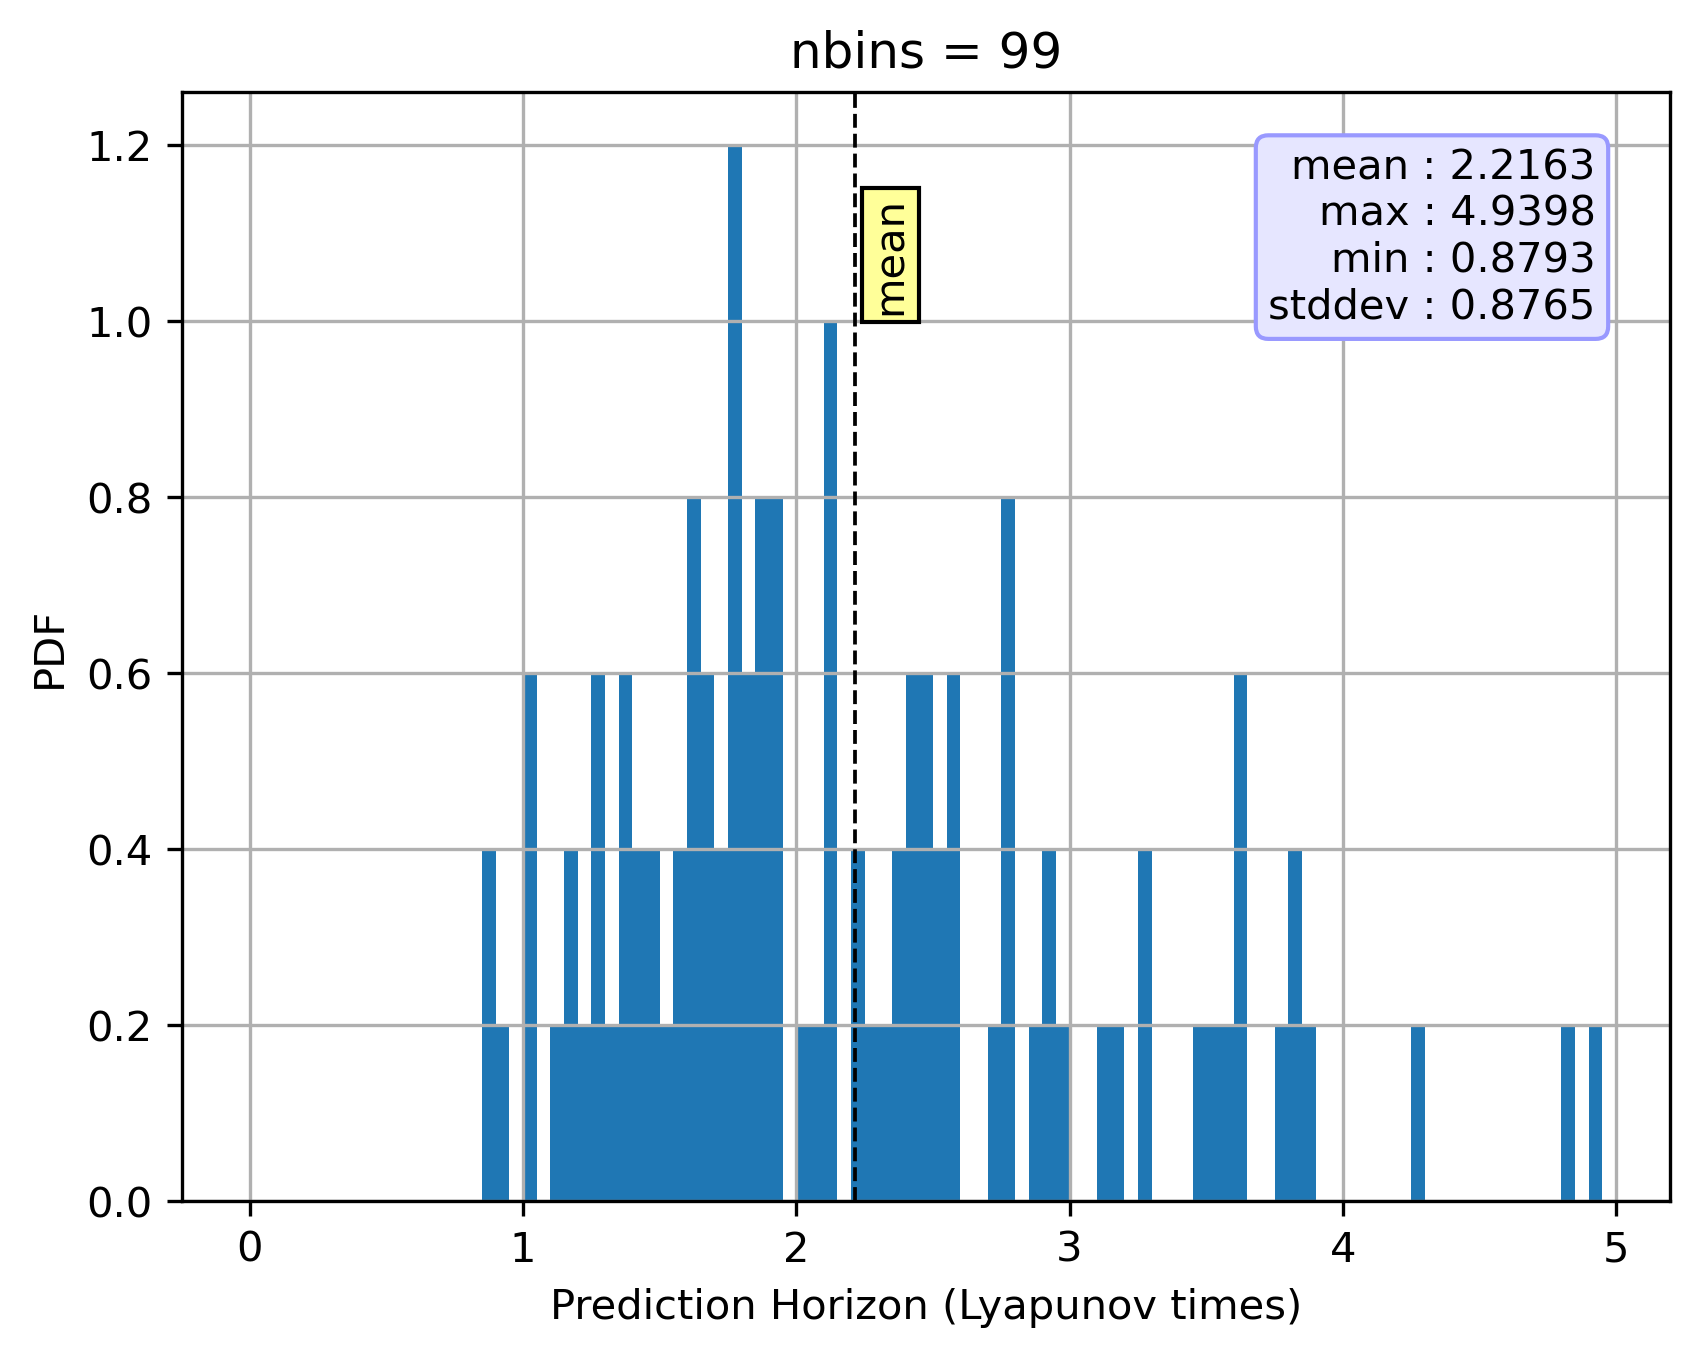 nbins = 99
1.2
1.0
0.8
0.6
0.4
0.2
0.0
PDF
mean
mean : 2.2163
max : 4.9398
min : 0.8793
stddev : 0.8765
0 1 2 3 4 5
Prediction Horizon (Lyapunov times)